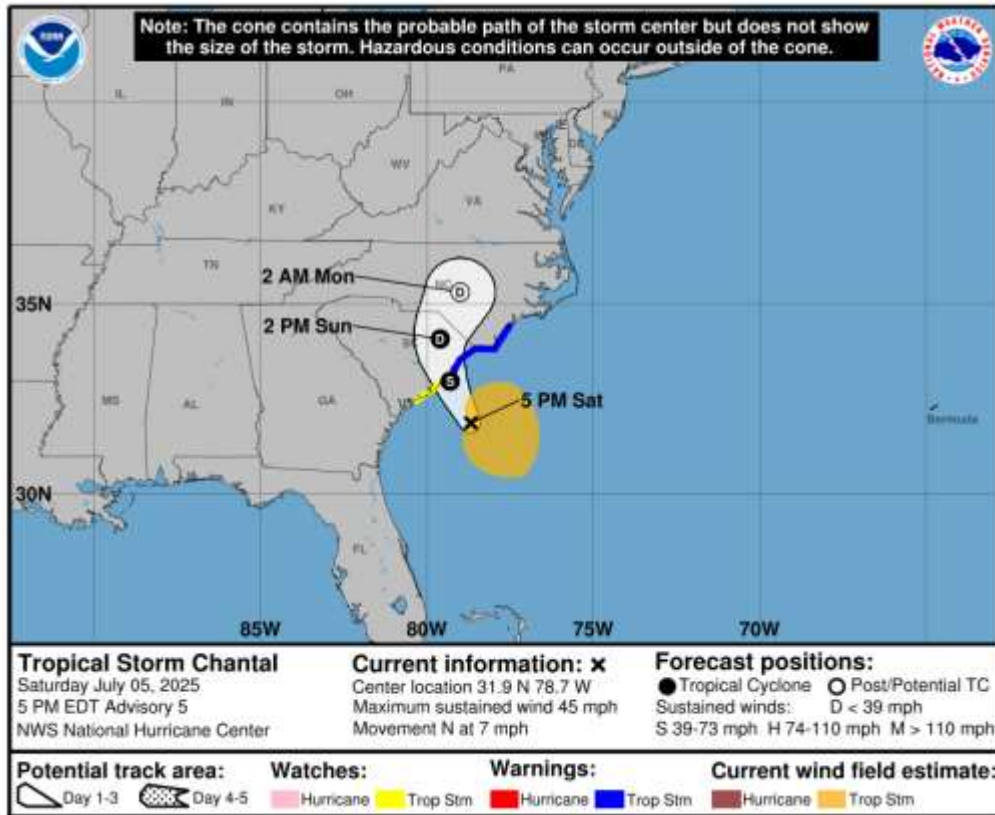 Note: The cone contains the probable path of the storm center but does not show
the size of the storm. Hazardous conditions can occur outside of the cone.
NOAA
PA
IL
IN
OH
NJ
DE
WV
VA
KY
TN
2 AM Mon
NC
D
35N
2 PM Sun
D
SC
S
MS
AL
GA
5 PM Sat
Bermuda
30N
FL
85W
80W
75W
70W
Tropical Storm Chantal
Saturday July 05, 2025
5 PM EDT Advisory 5
NWS National Hurricane Center
Current information: ×
Center location 31.9 N 78.7 W
Maximum sustained wind 45 mph
Movement N at 7 mph
Forecast positions:
Tropical Cyclone Post/Potential TC
Sustained winds: D < 39 mph
S 39-73 mph H 74-110 mph M > 110 mph
Potential track area:
Day 1-3 Day 4-5
Watches:
Hurricane Trop Stm
Warnings:
Hurricane Trop Stm
Current wind field estimate:
Hurricane Trop Stm